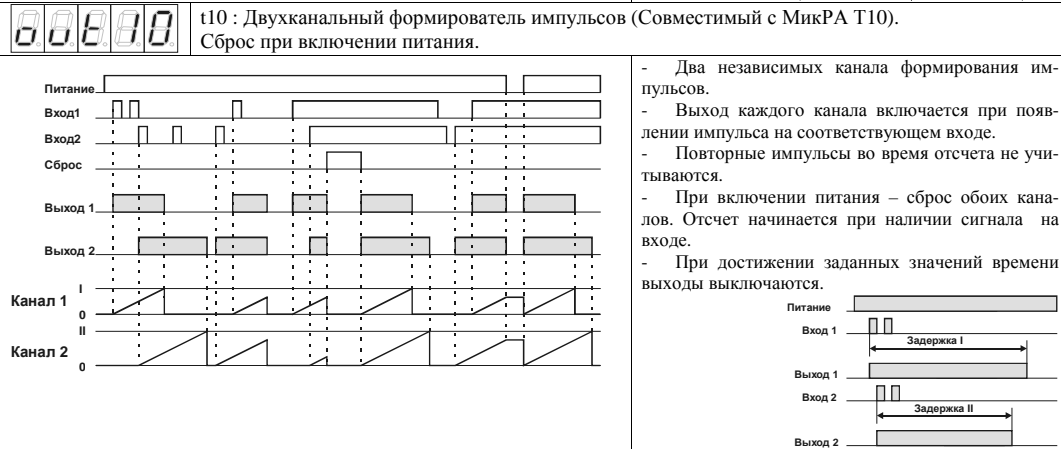 out10
t10 : Двухканальный формирователь импульсов (Совместимый с МикРА Т10).
Сброс при включении питания.
Питание
Вход1
Вход2
Сброс
Выход 1
Выход 2
I
Канал 1
0
II
Канал 2
0
- Два независимых канала формирования им-
пульсов.
- Выход каждого канала включается при появ-
лении импульса на соответствующем входе.
- Повторные импульсы во время отсчета не учи-
тываются.
- При включении питания – сброс обоих кана-
лов. Отсчет начинается при наличии сигнала на
входе.
- При достижении заданных значений времени
выходы выключаются.
Питание
Вход 1
Задержка I
Выход 1
Вход 2
Задержка II
Выход 2